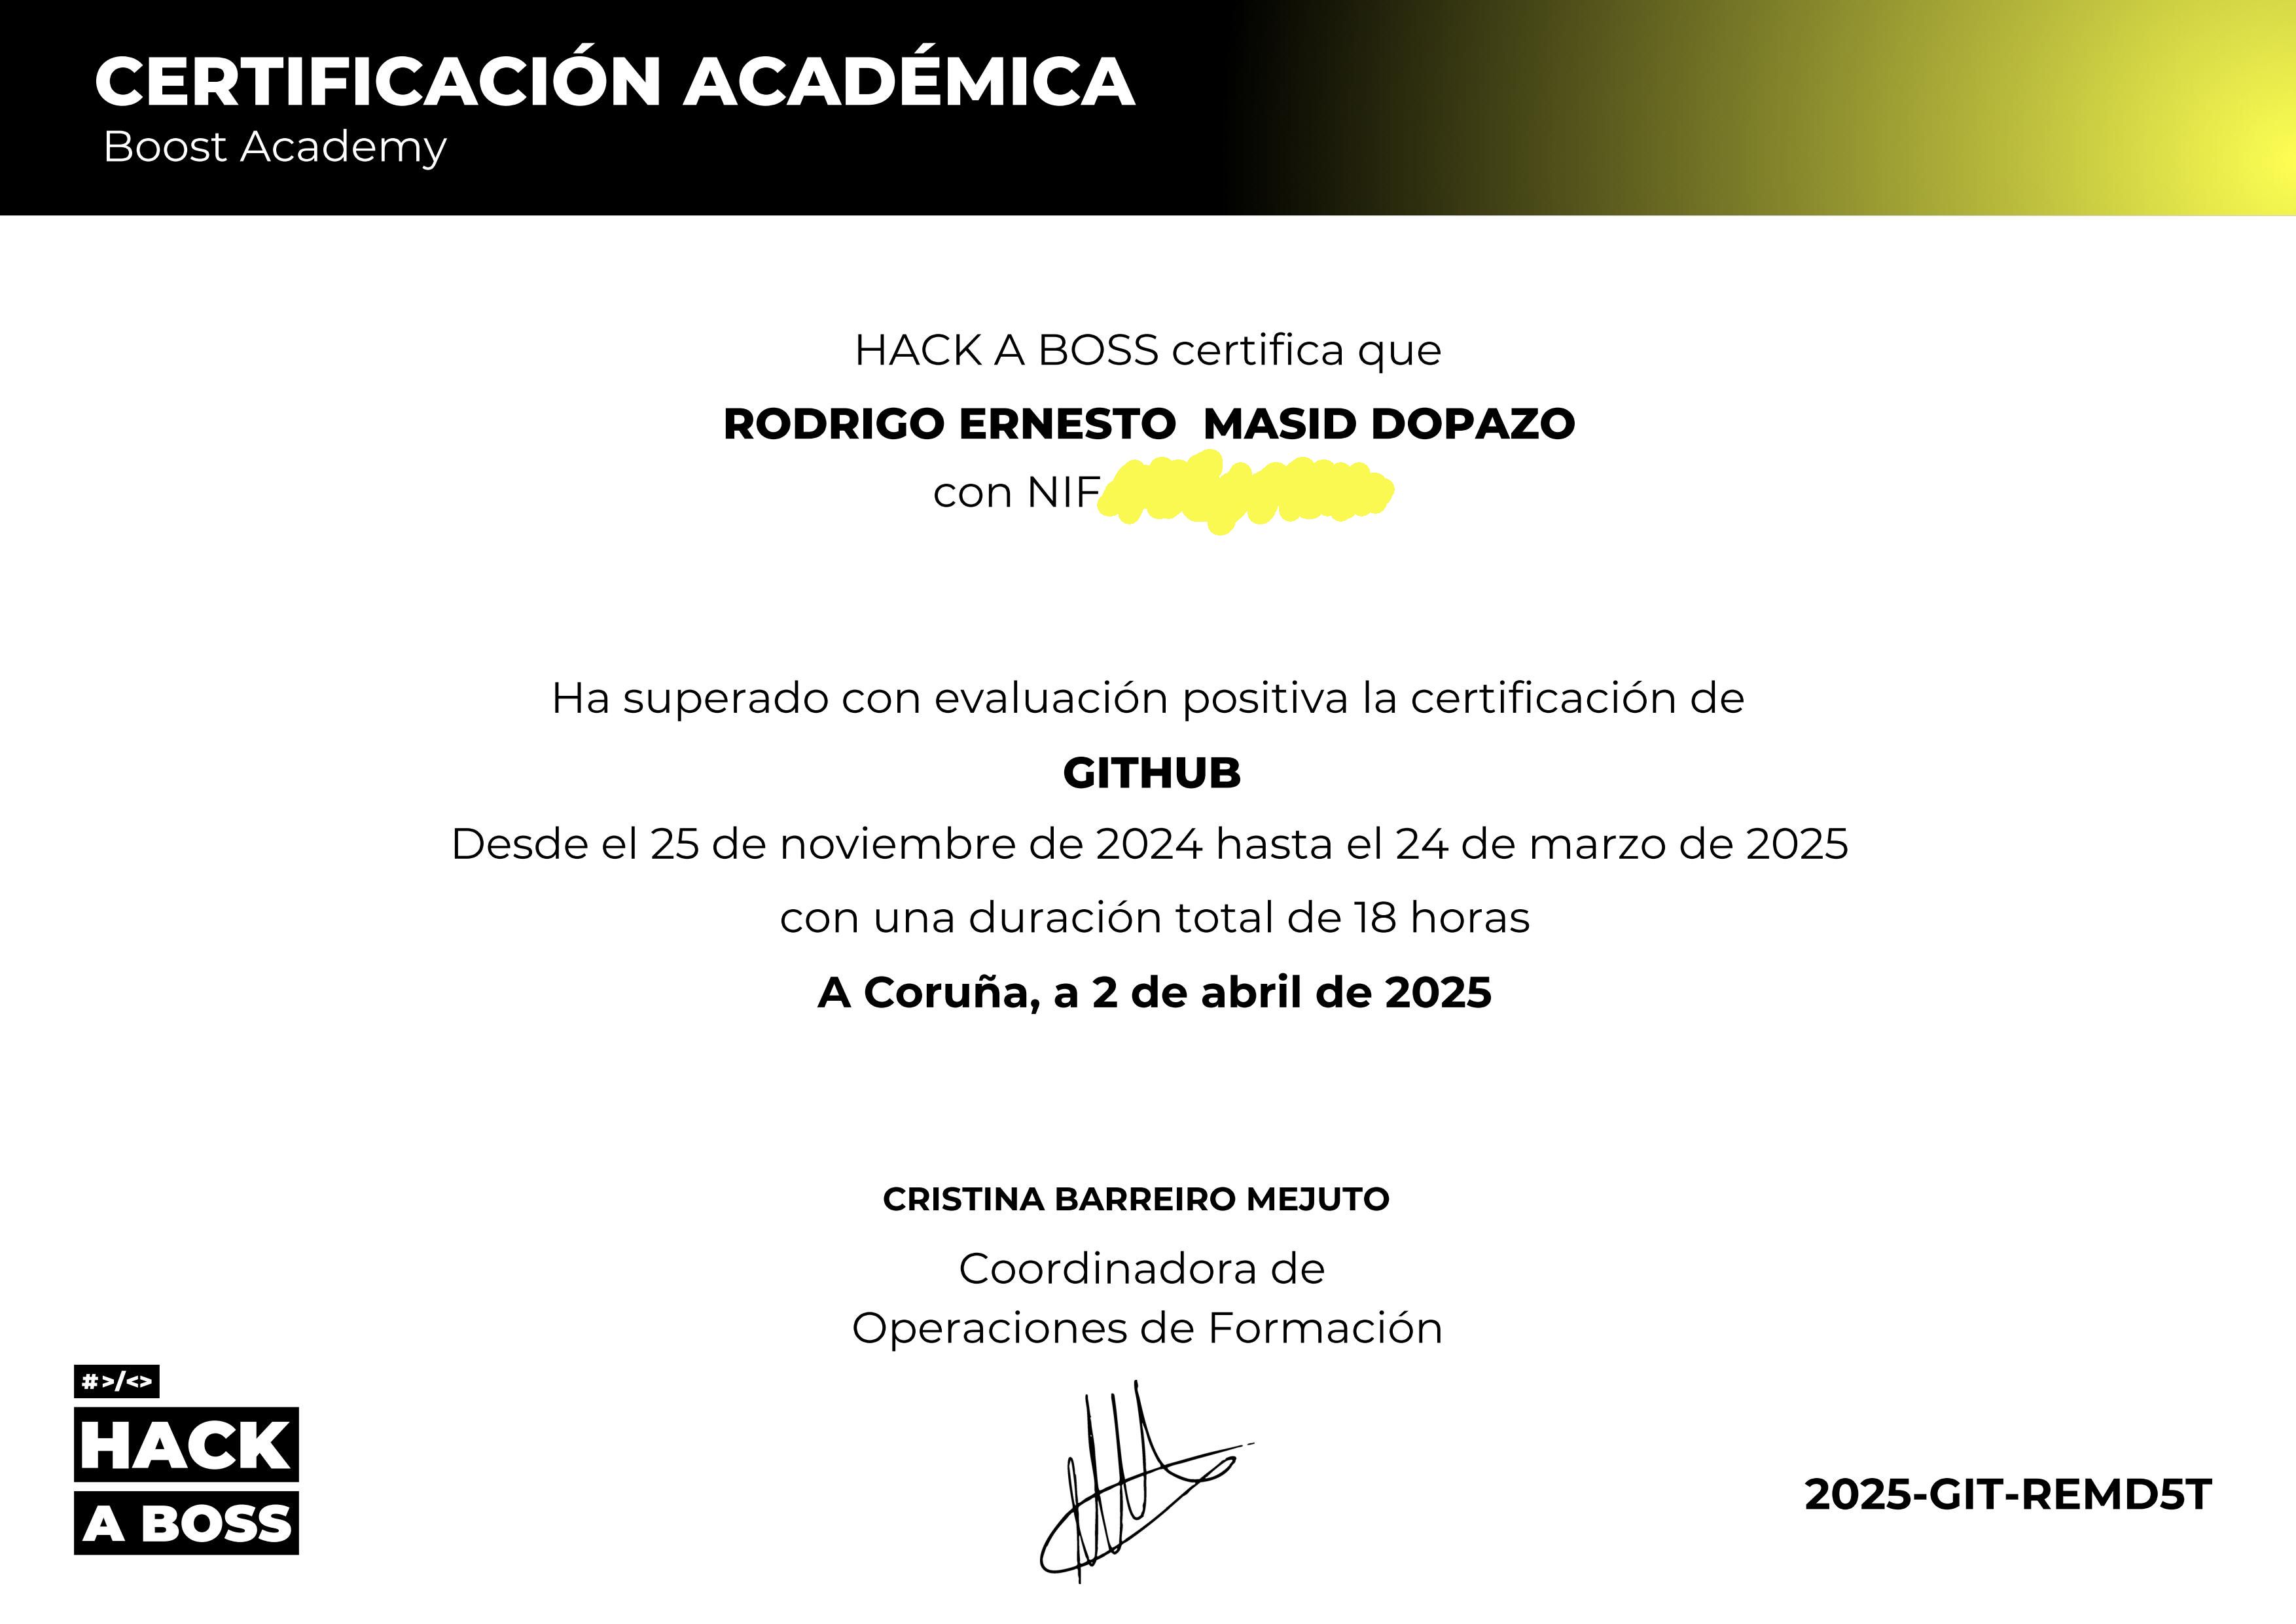 CERTIFICACIÓN ACADÉMICA
Boost Academy
HACK A BOSS certifica que
RODRIGO ERNESTO MASID DOPAZO
con NIF
Ha superado con evaluación positiva la certificación de
GITHUB
Desde el 25 de noviembre de 2024 hasta el 24 de marzo de 2025
con una duración total de 18 horas
A Coruña, a 2 de abril de 2025
CRISTINA BARREIRO MEJUTO
Coordinadora de
Operaciones de Formación
#>/<>
HACK
A BOSS
2025-GIT-REMD5T